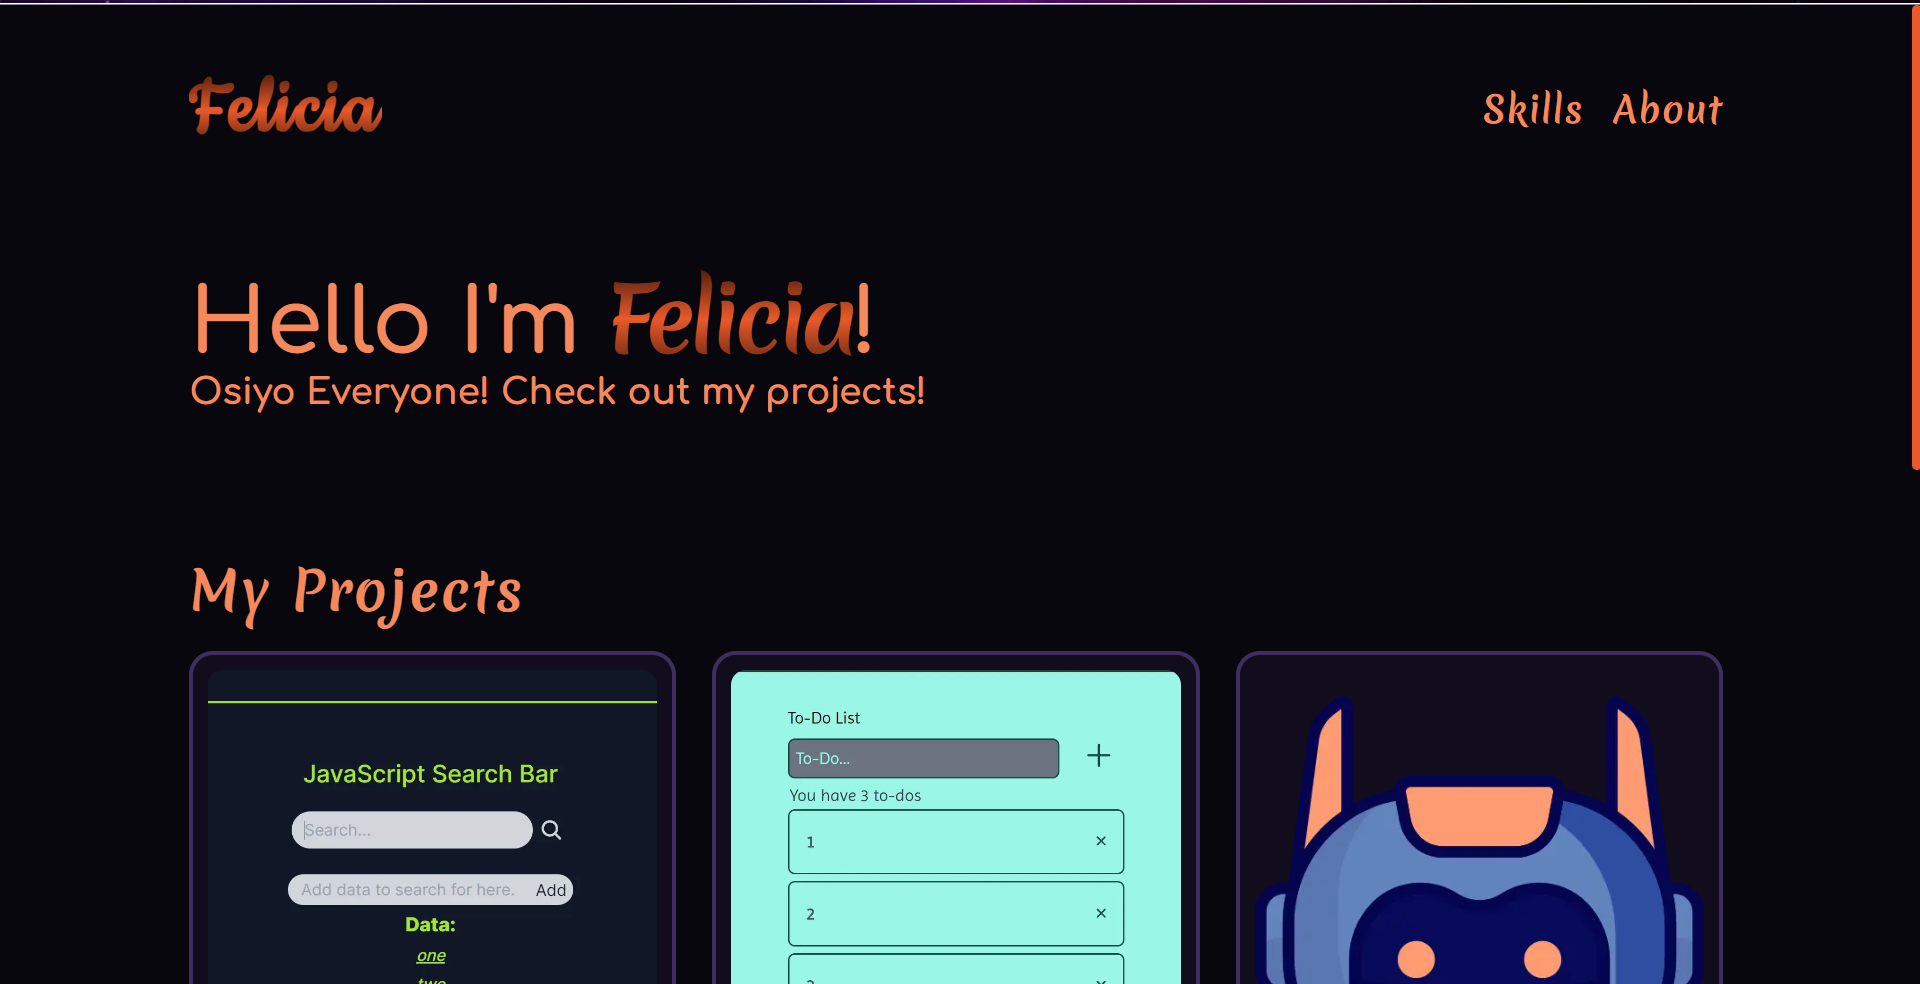 Felicia
Skills About
Hello I'm Felicia!
Osiyo Everyone! Check out my projects!
My Projects
JavaScript Search Bar
Search...
Add data to search for here. Add
Data:
one
To-Do List
To-Do...
You have 3 to-dos
1
2